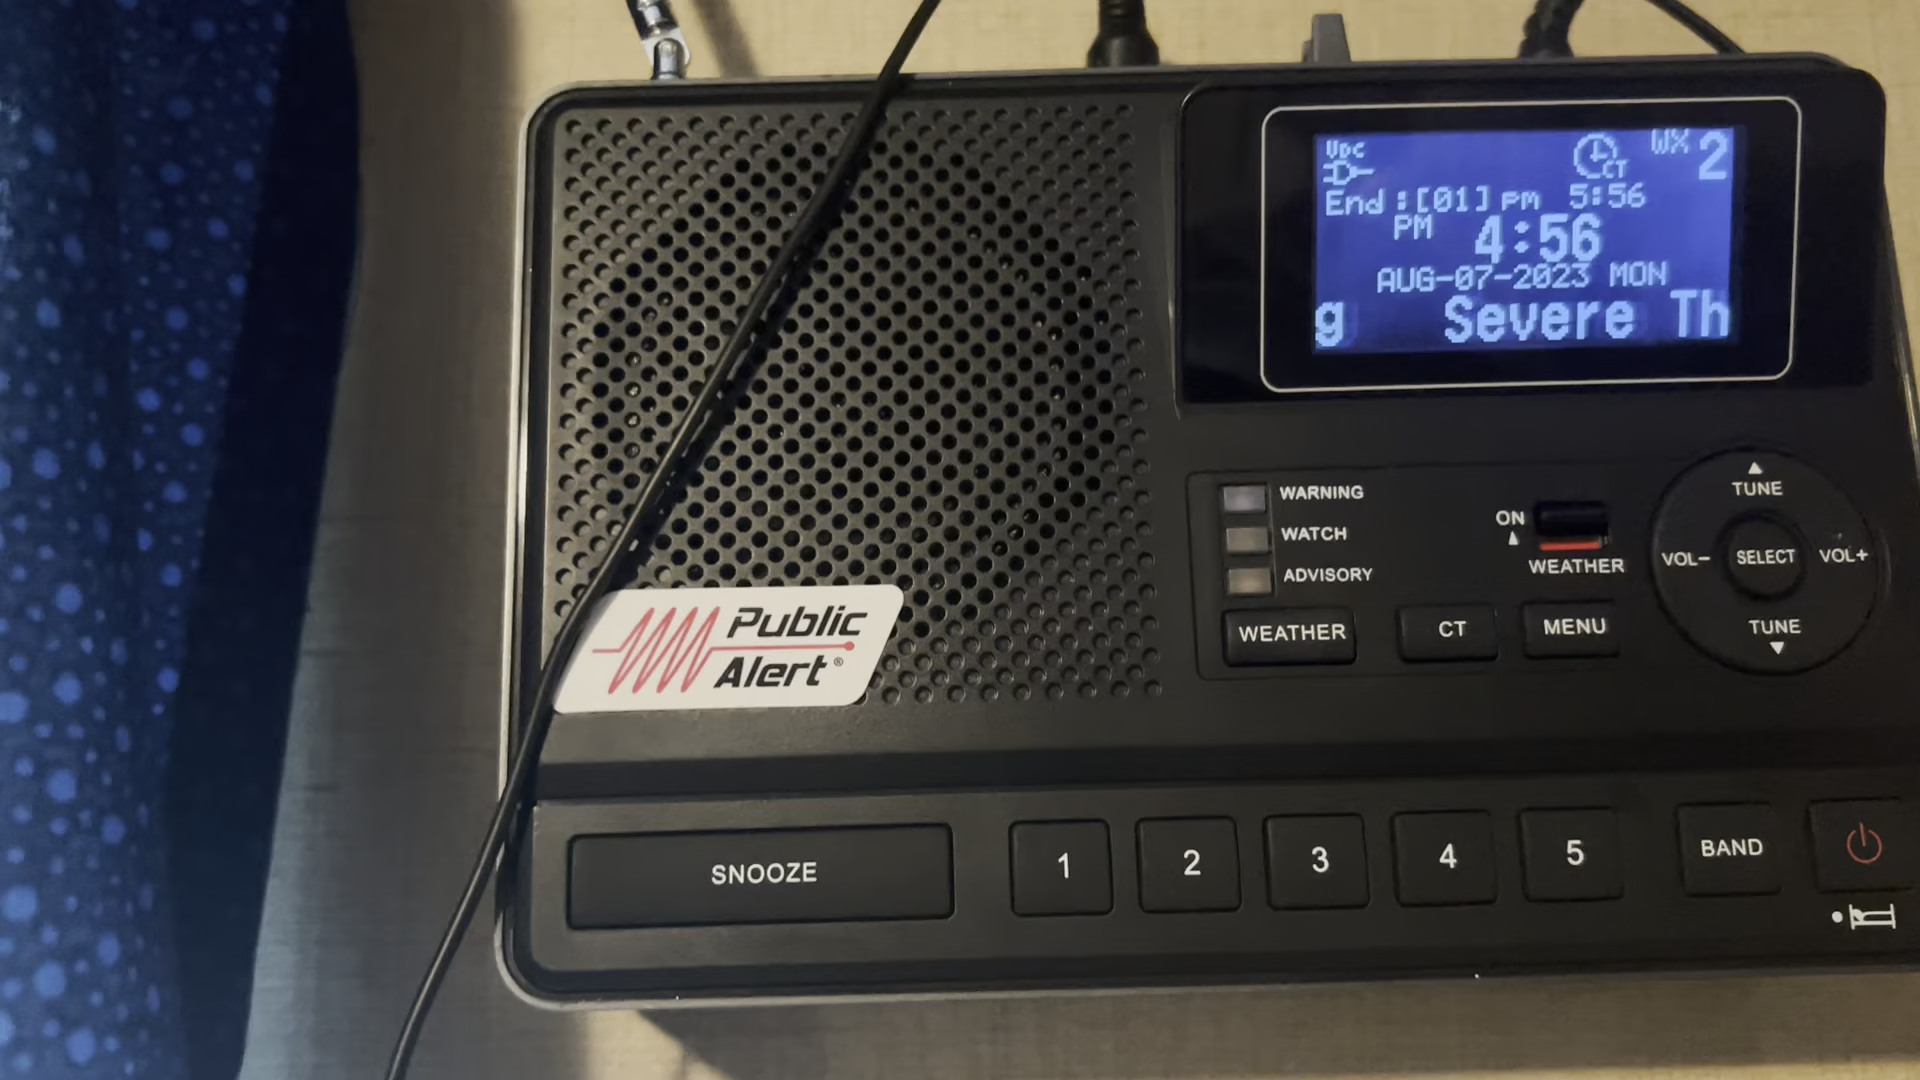 VDC
CT
WX 2
End :[01] pm 5:56
PM 4:56
AUG-07-2023 MON
g Severe Th
WARNING
WATCH
ADVISORY
ON
WEATHER
TUNE
VOL-
SELECT
VOL+
TUNE
WEATHER
CT
MENU
Public
Alert®
SNOOZE
1
2
3
4
5
BAND